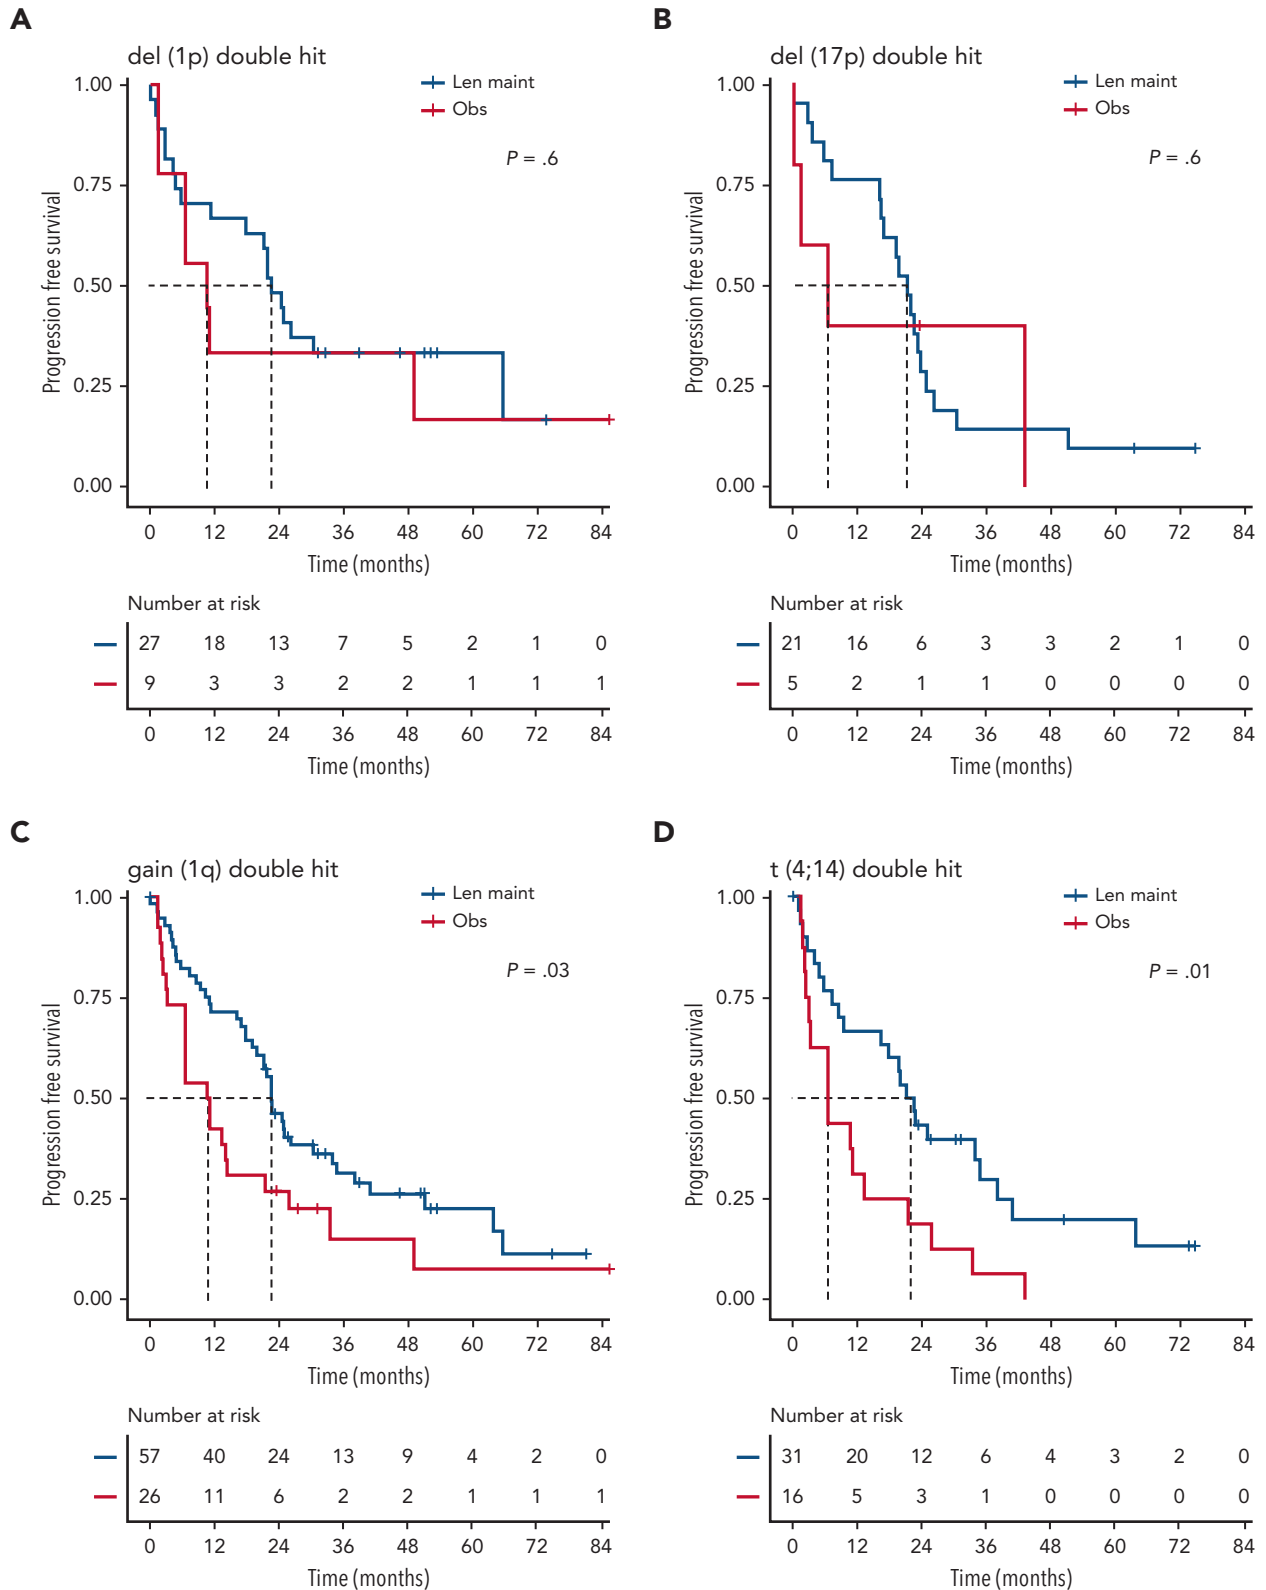 A
del (1p) double hit
Len maint
Obs
P = .6
Progression free survival
1.00
0.75
0.50
0.25
0.00
0 12 24 36 48 60 72 84
Time (months)
Number at risk
27 18 13 7 5 2 1 0
9 3 3 2 2 1 1 1
0 12 24 36 48 60 72 84
Time (months)
B
del (17p) double hit
Len maint
Obs
P = .6
Progression free survival
1.00
0.75
0.50
0.25
0.00
0 12 24 36 48 60 72 84
Time (months)
Number at risk
21 16 6 3 3 2 1 0
5 2 1 1 0 0 0 0
0 12 24 36 48 60 72 84
Time (months)
C
gain (1q) double hit
Len maint
Obs
P = .03
Progression free survival
1.00
0.75
0.50
0.25
0.00
0 12 24 36 48 60 72 84
Time (months)
Number at risk
57 40 24 13 9 4 2 0
26 11 6 2 2 1 1 1
0 12 24 36 48 60 72 84
Time (months)
D
t (4;14) double hit
Len maint
Obs
P = .01
Progression free survival
1.00
0.75
0.50
0.25
0.00
0 12 24 36 48 60 72 84
Time (months)
Number at risk
31 20 12 6 4 3 2 0
16 5 3 1 0 0 0 0
0 12 24 36 48 60 72 84
Time (months)